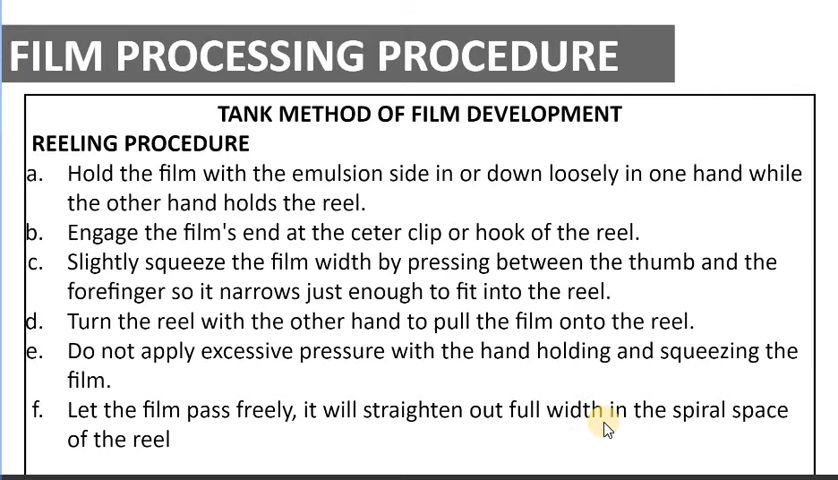 FILM PROCESSING PROCEDURE
TANK METHOD OF FILM DEVELOPMENT
REELING PROCEDURE
a. Hold the film with the emulsion side in or down loosely in one hand while
the other hand holds the reel.
b. Engage the film's end at the ceter clip or hook of the reel.
c. Slightly squeeze the film width by pressing between the thumb and the
forefinger so it narrows just enough to fit into the reel.
d. Turn the reel with the other hand to pull the film onto the reel.
e. Do not apply excessive pressure with the hand holding and squeezing the
film.
f. Let the film pass freely, it will straighten out full width in the spiral space
of the reel